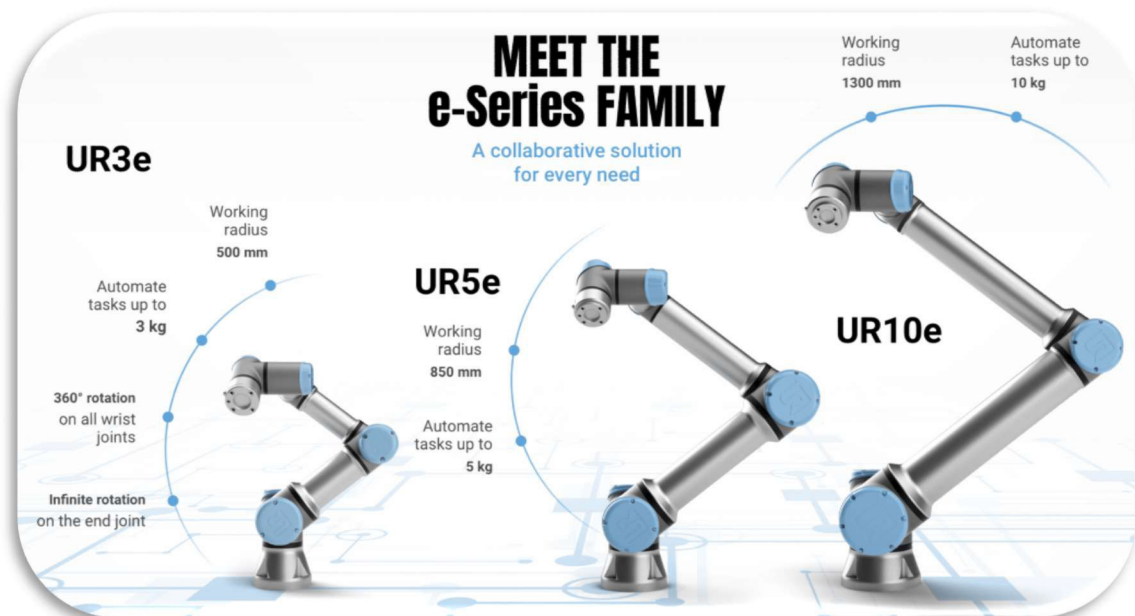 MEET THE
e-Series FAMILY
A collaborative solution
for every need
UR3e
Working
radius
500 mm
Automate
tasks up to
3 kg
360° rotation
on all wrist
joints
Infinite rotation
on the end joint
UR5e
Working
radius
850 mm
Automate
tasks up to
5 kg
Working
radius
1300 mm
Automate
tasks up to
10 kg
UR10e